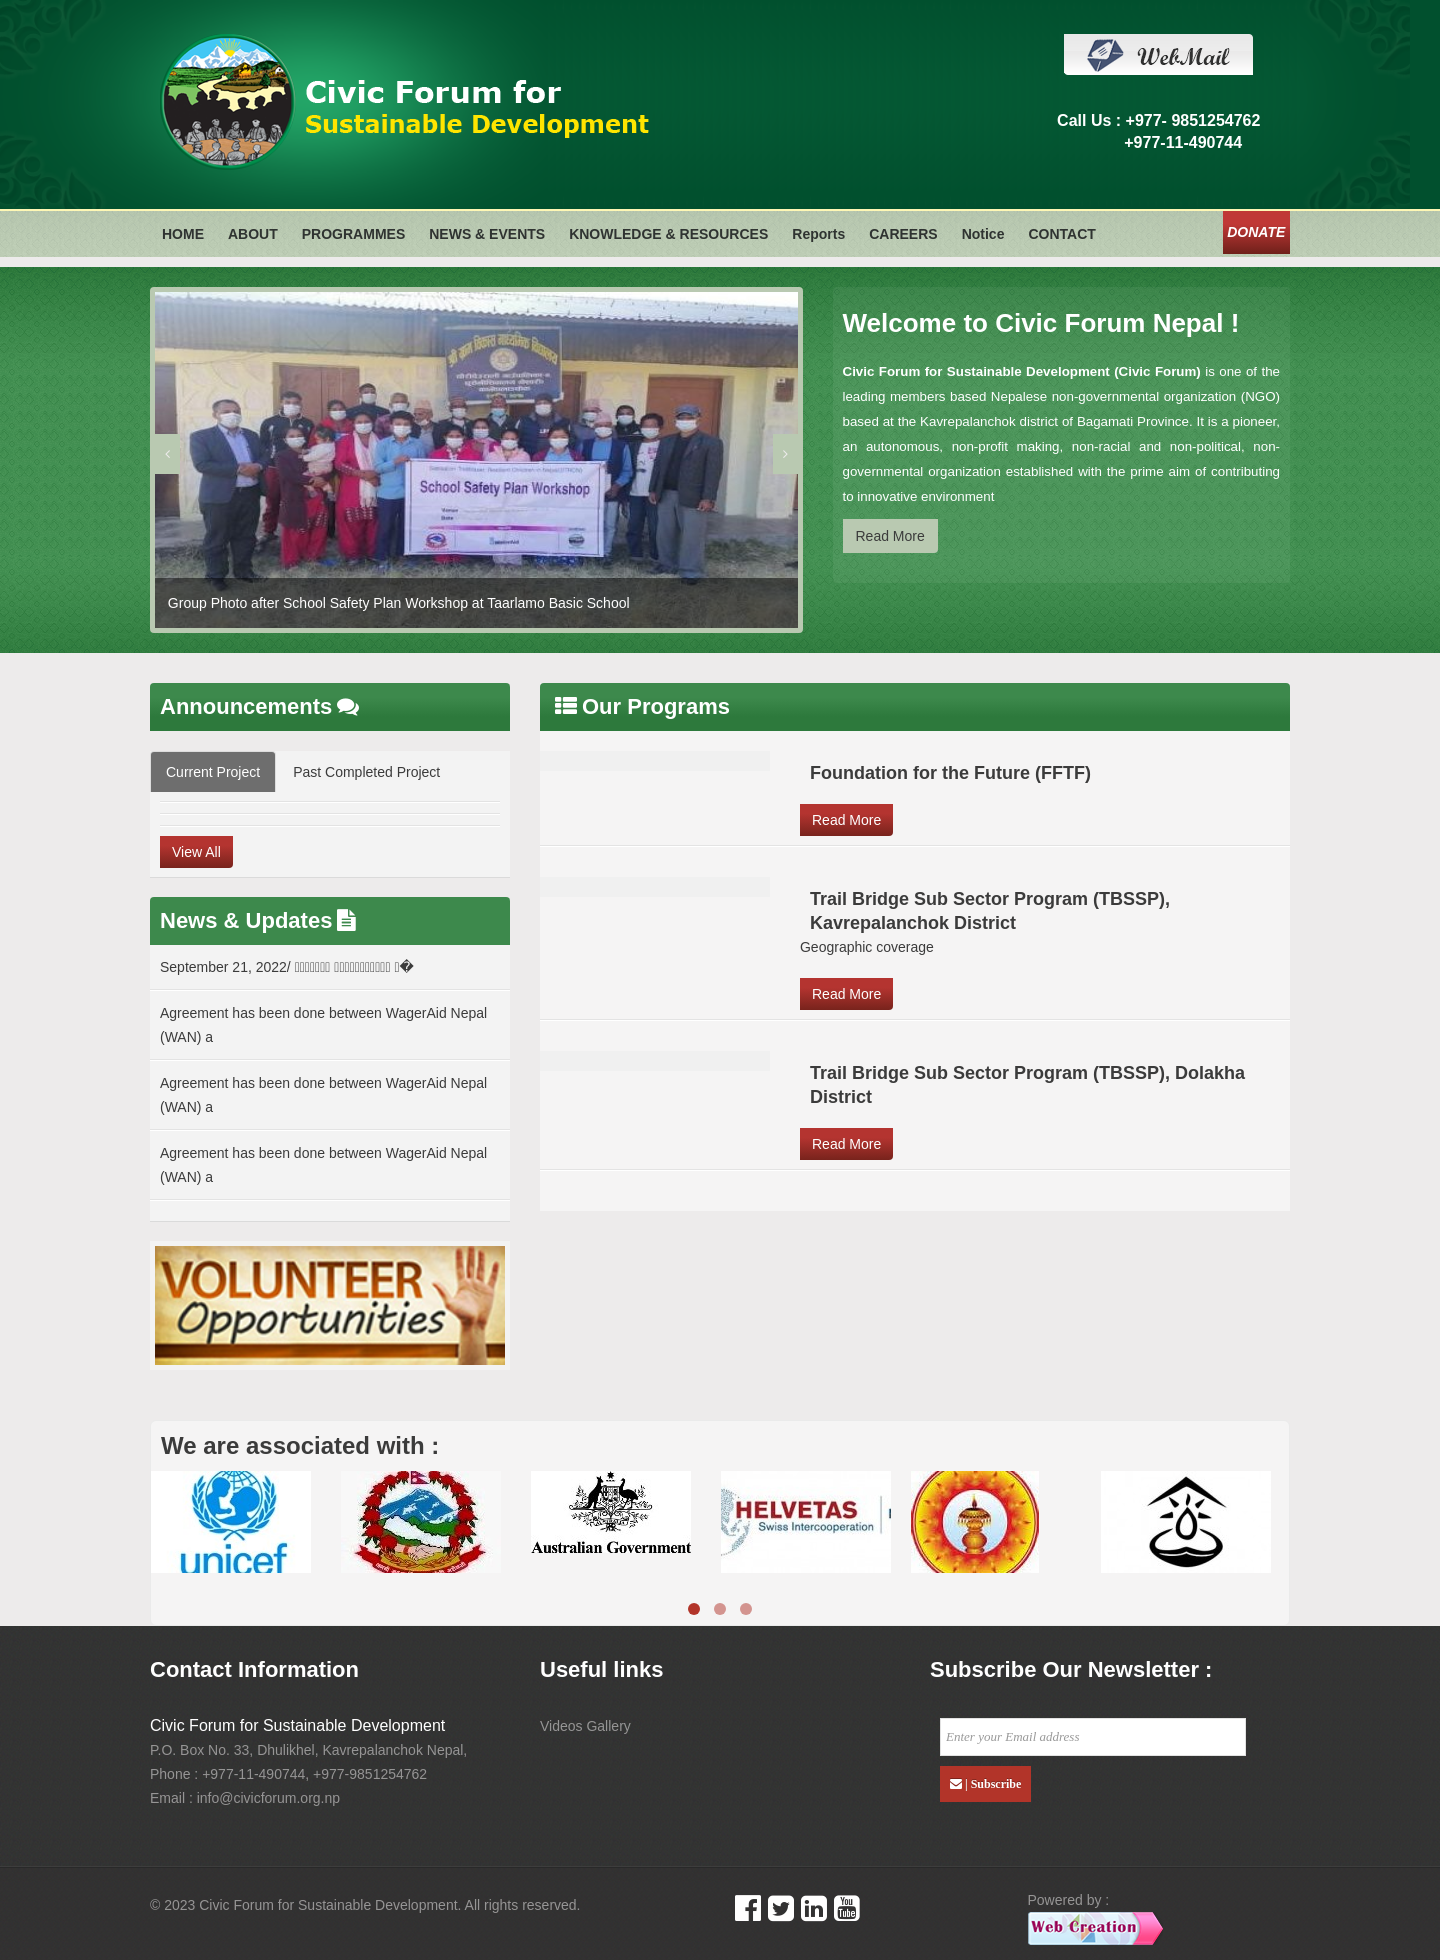 Civic Forum for
Sustainable Development
WebMail
Call Us : +977- 9851254762
+977-11-490744
HOME ABOUT PROGRAMMES NEWS & EVENTS KNOWLEDGE & RESOURCES Reports CAREERS Notice CONTACT DONATE
School Safety Plan Workshop
Venue
Date
Group Photo after School Safety Plan Workshop at Taarlamo Basic School
Welcome to Civic Forum Nepal !
Civic Forum for Sustainable Development (Civic Forum) is one of the
leading members based Nepalese non-governmental organization (NGO)
based at the Kavrepalanchok district of Bagamati Province. It is a pioneer,
an autonomous, non-profit making, non-racial and non-political, non-
governmental organization established with the prime aim of contributing
to innovative environment
Read More
Announcements
Current Project Past Completed Project
View All
News & Updates
September 21, 2022/
Agreement has been done between WagerAid Nepal
(WAN) a
Agreement has been done between WagerAid Nepal
(WAN) a
Agreement has been done between WagerAid Nepal
(WAN) a
VOLUNTEER
Opportunities
Our Programs
Foundation for the Future (FFTF)
Read More
Trail Bridge Sub Sector Program (TBSSP),
Kavrepalanchok District
Geographic coverage
Read More
Trail Bridge Sub Sector Program (TBSSP), Dolakha
District
Read More
We are associated with :
unicef
Australian Government
HELVETAS
Swiss Intercooperation
Contact Information
Civic Forum for Sustainable Development
P.O. Box No. 33, Dhulikhel, Kavrepalanchok Nepal,
Phone : +977-11-490744, +977-9851254762
Email : info@civicforum.org.np
Useful links
Videos Gallery
Subscribe Our Newsletter :
Enter your Email address
| Subscribe
© 2023 Civic Forum for Sustainable Development. All rights reserved.
You
Tube
Powered by :
Web Creation